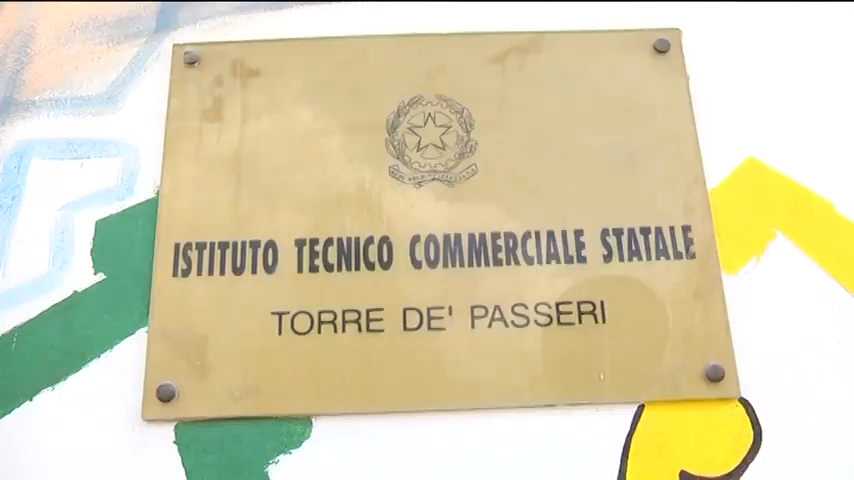 ISTITUTO TECNICO COMMERCIALE STATALE
TORRE DE' PASSERI